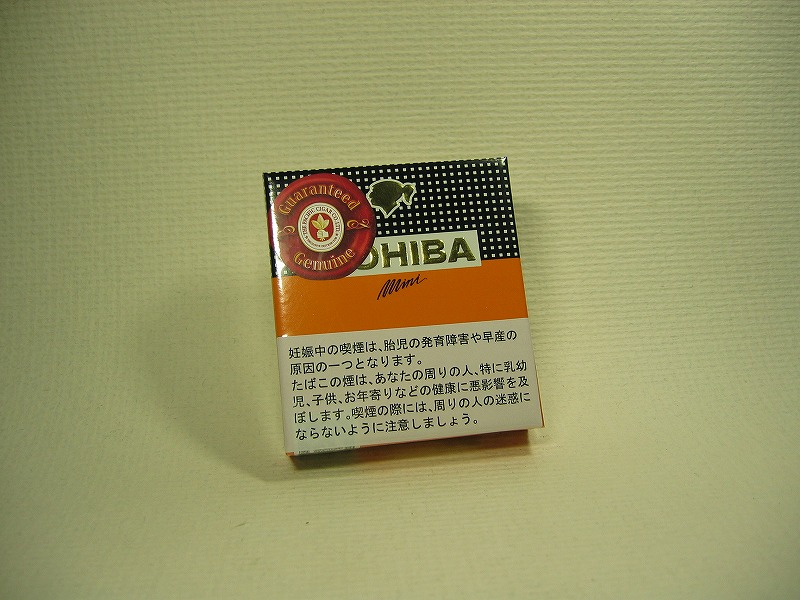 Guaranteed
THE PACIFIC CIGAR CO. LTD.
Genuine
OHIBA
Mini
妊娠中の喫煙は、胎児の発育障害や早産の
原因の一つとなります。
たばこの煙は、あなたの周りの人、特に乳幼
児、子供、お年寄りなどの健康に悪影響を及
ぼします。喫煙の際には、周りの人の迷惑に
ならないように注意しましょう。